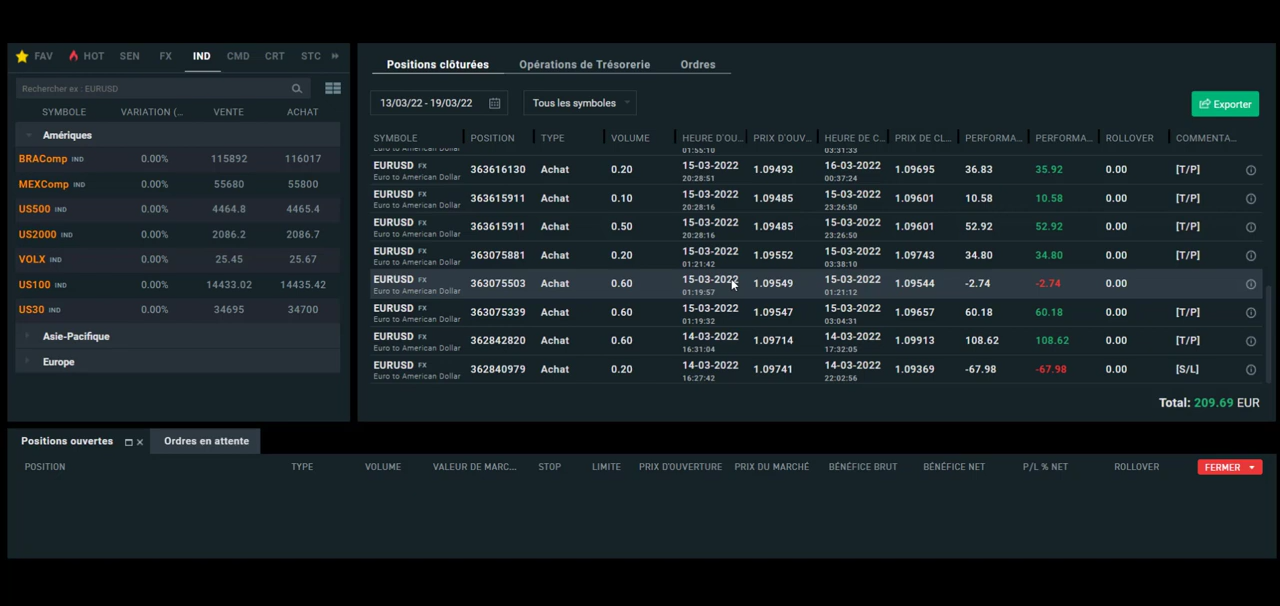 FAV HOT SEN FX IND CMD CRT STC »
Rechercher ex : EURUSD
SYMBOLE VARIATION (... VENTE ACHAT
Amériques
BRAComp IND 0.00% 115892 116017
MEXComp IND 0.00% 55680 55800
US500 IND 0.00% 4464.8 4465.4
US2000 IND 0.00% 2086.2 2086.7
VOLX IND 0.00% 25.45 25.67
US100 IND 0.00% 14433.02 14435.42
US30 IND 0.00% 34695 34700
Asie-Pacifique
Europe
Positions clôturées Opérations de Trésorerie Ordres
13/03/22 - 19/03/22 Tous les symboles Exporter
SYMBOLE POSITION TYPE VOLUME HEURE D'OU... PRIX D'OUV... HEURE DE C... PRIX DE CL... PERFORMA... PERFORMA... ROLLOVER COMMENTA...
Euro to American Dollar 01:55:10 03:31:33
EURUSD FX 363616130 Achat 0.20 15-03-2022 1.09493 16-03-2022 1.09695 36.83 35.92 0.00 [T/P]
Euro to American Dollar 20:28:51 00:37:24
EURUSD FX 363615911 Achat 0.10 15-03-2022 1.09485 15-03-2022 1.09601 10.58 10.58 0.00 [T/P]
Euro to American Dollar 20:28:16 23:26:50
EURUSD FX 363615911 Achat 0.50 15-03-2022 1.09485 15-03-2022 1.09601 52.92 52.92 0.00 [T/P]
Euro to American Dollar 20:28:16 23:26:50
EURUSD FX 363075881 Achat 0.20 15-03-2022 1.09552 15-03-2022 1.09743 34.80 34.80 0.00 [T/P]
Euro to American Dollar 01:21:42 03:38:10
EURUSD FX 363075503 Achat 0.60 15-03-2022 1.09549 15-03-2022 1.09544 -2.74 -2.74 0.00
Euro to American Dollar 01:19:57 01:21:12
EURUSD FX 363075339 Achat 0.60 15-03-2022 1.09547 15-03-2022 1.09657 60.18 60.18 0.00 [T/P]
Euro to American Dollar 01:19:32 03:04:31
EURUSD FX 362842820 Achat 0.60 14-03-2022 1.09714 14-03-2022 1.09913 108.62 108.62 0.00 [T/P]
Euro to American Dollar 16:31:04 17:32:05
EURUSD FX 362840979 Achat 0.20 14-03-2022 1.09741 14-03-2022 1.09369 -67.98 -67.98 0.00 [S/L]
Euro to American Dollar 16:27:42 22:02:56
Total: 209.69 EUR
Positions ouvertes Ordres en attente
POSITION TYPE VOLUME VALEUR DE MARC... STOP LIMITE PRIX D'OUVERTURE PRIX DU MARCHÉ BÉNÉFICE BRUT BÉNÉFICE NET P/L % NET ROLLOVER FERMER